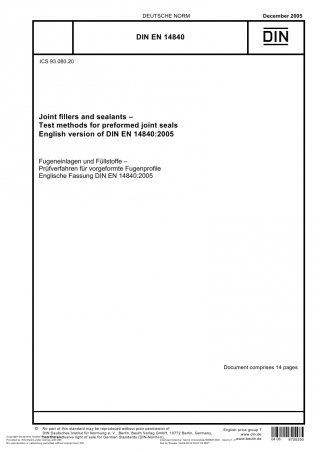 DEUTSCHE NORM
December 2005
DIN EN 14840
DIN
ICS 93.080.20
Joint fillers and sealants –
Test methods for preformed joint seals
English version of DIN EN 14840:2005
Fugeneinlagen und Füllstoffe –
Prüfverfahren für vorgeformte Fugenprofile
Englische Fassung DIN EN 14840:2005
Document comprises 14 pages
© No part of this standard may be reproduced without prior permission of
DIN Deutsches Institut für Normung e. V., Berlin. Beuth Verlag GmbH, 10772 Berlin, Germany,
has the exclusive right of sale for German Standards (DIN-Normen).
English price group 7
www.din.de
www.beuth.de
04.06
9705350